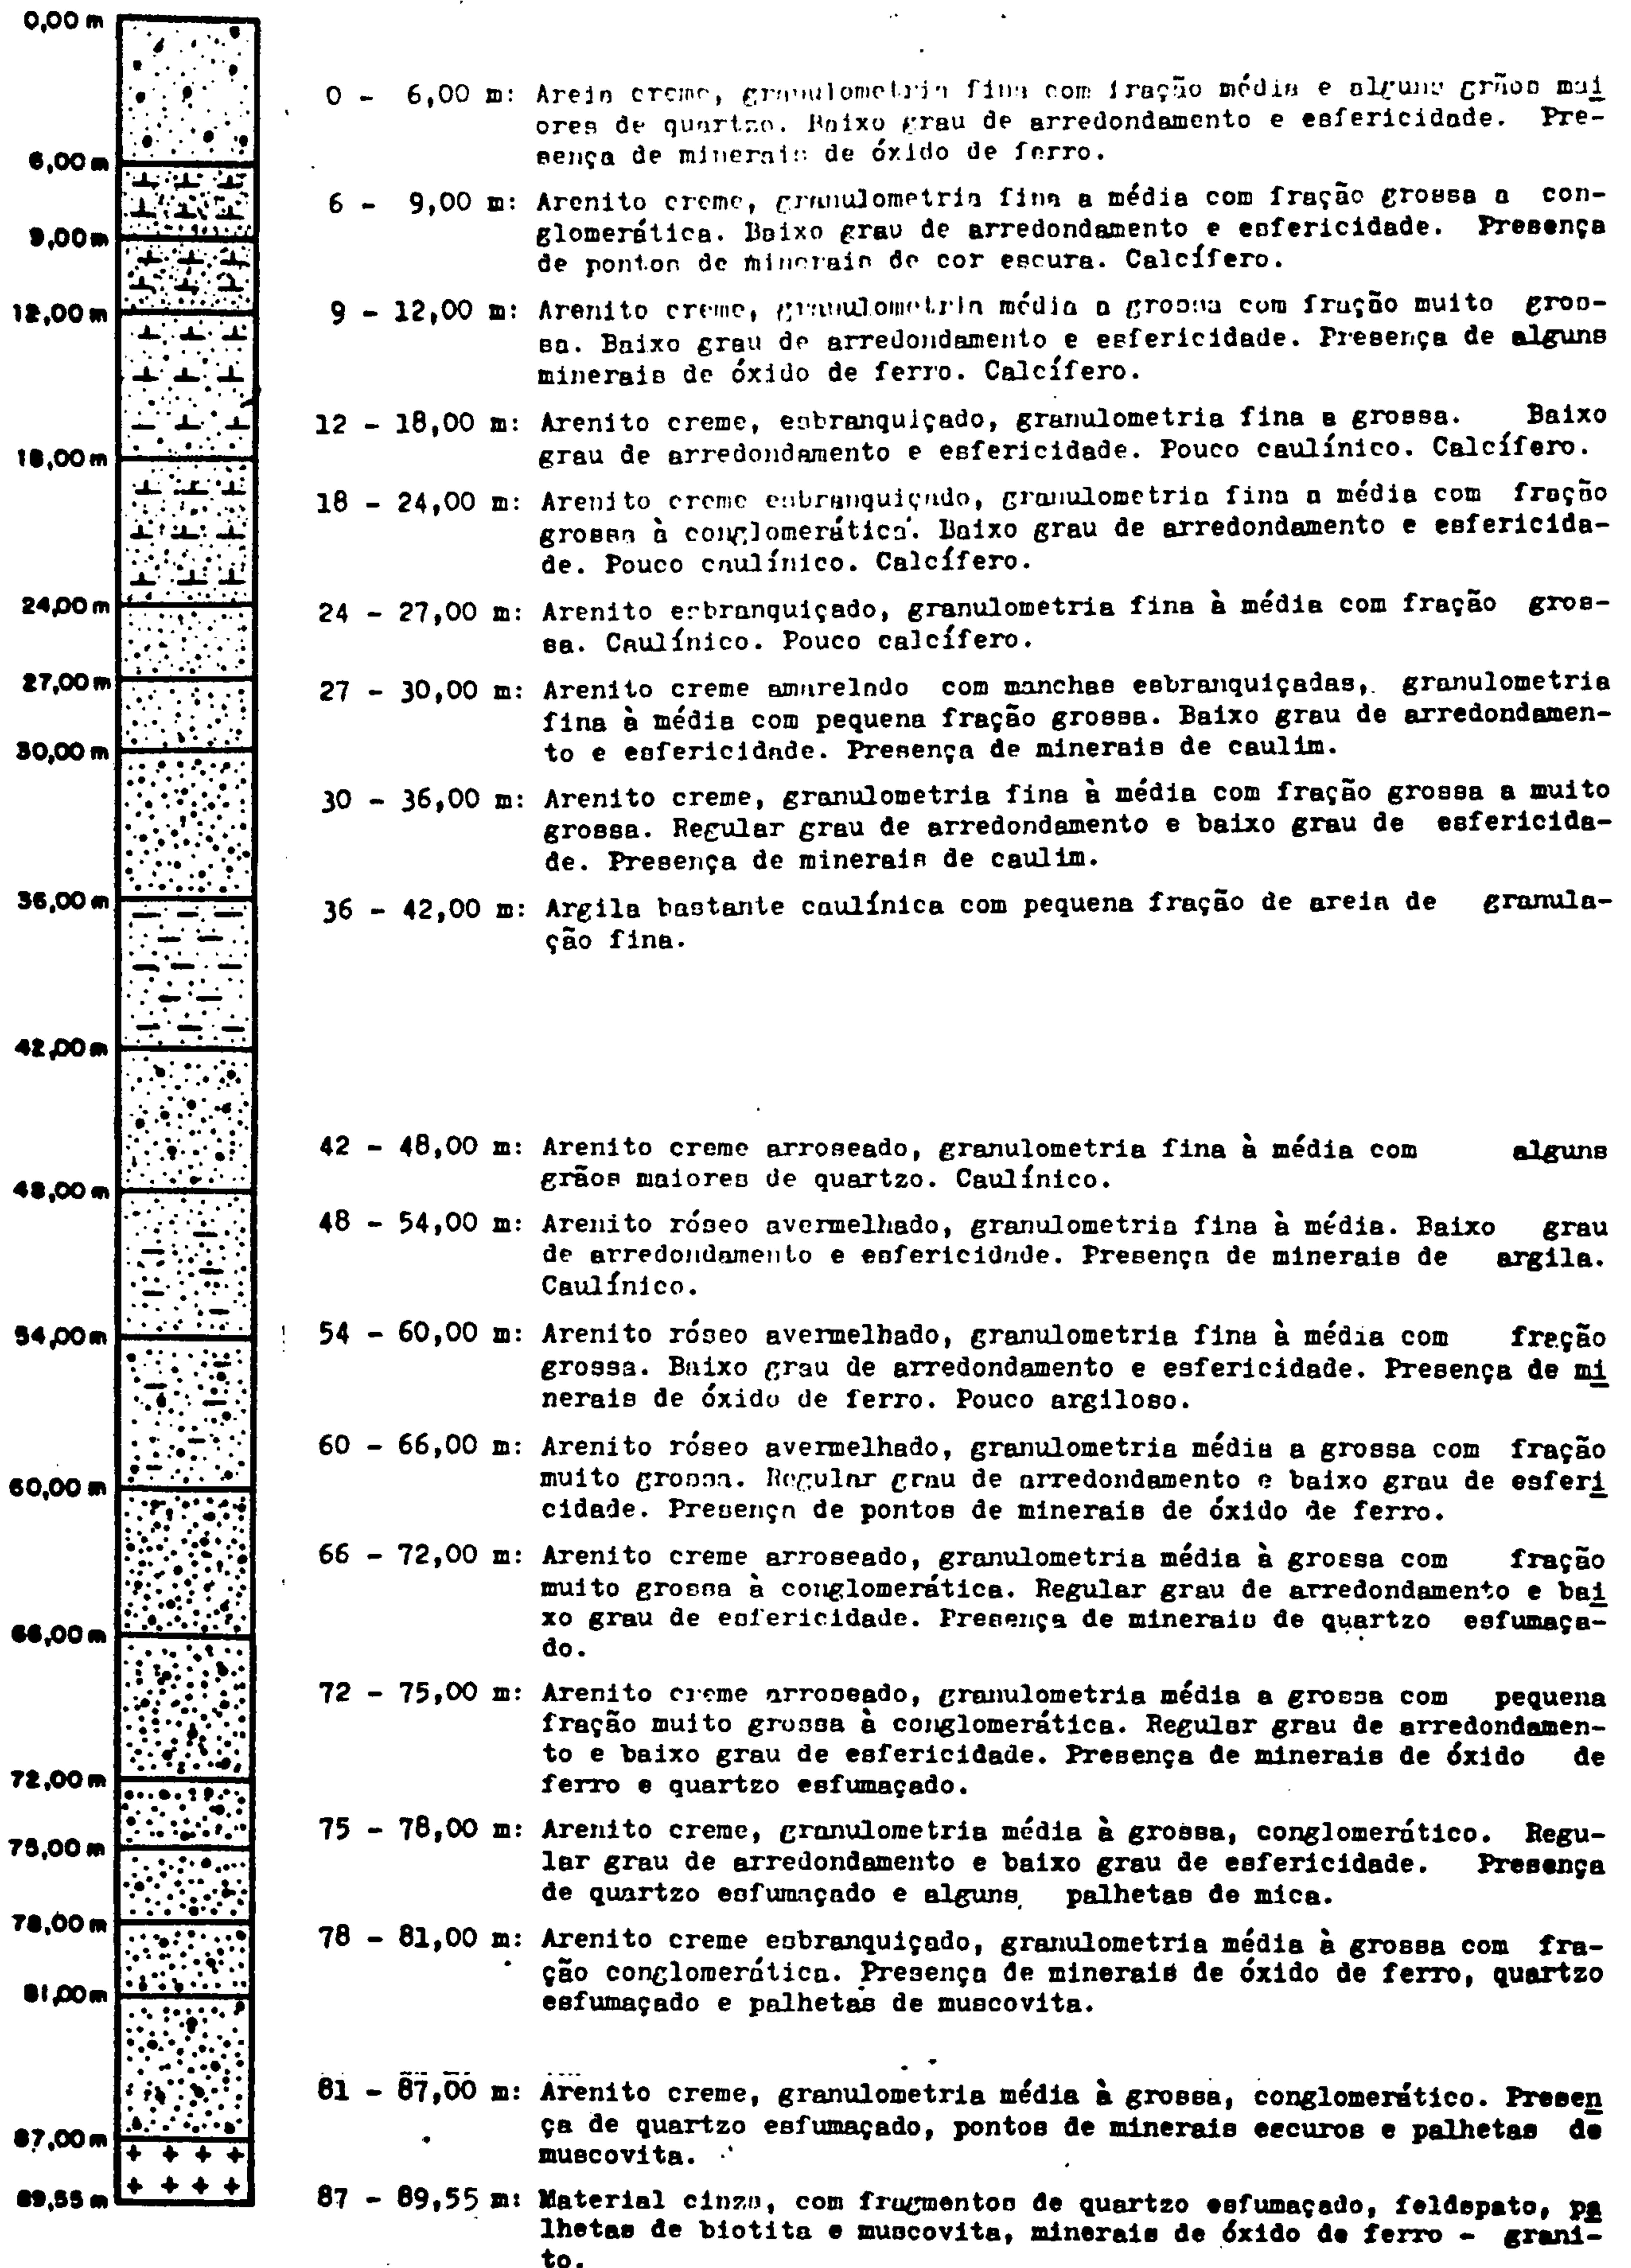 0,00 m
0 - 6,00 m: Areia creme, granulometria fina com fração média e alguns grãos mai
ores de quartzo. Baixo grau de arredondamento e esfericidade. Pre-
sença de minerais de óxido de ferro.
6,00 m
6 - 9,00 m: Arenito creme, granulometria fina a média com fração grossa a con-
glomerática. Baixo grau de arredondamento e esfericidade. Presença
de pontos de minerais de cor escura. Calcífero.
9,00 m
9 - 12,00 m: Arenito creme, granulometria média a grossa com fração muito gros-
sa. Baixo grau de arredondamento e esfericidade. Presença de alguns
minerais de óxido de ferro. Calcífero.
12,00 m
12 - 18,00 m: Arenito creme, esbranquiçado, granulometria fina a grossa. Baixo
grau de arredondamento e esfericidade. Pouco caulínico. Calcífero.
18,00 m
18 - 24,00 m: Arenito creme esbranquiçado, granulometria fina a média com fração
grossa à conglomerática. Baixo grau de arredondamento e esfericida-
de. Pouco caulínico. Calcífero.
24,00 m
24 - 27,00 m: Arenito esbranquiçado, granulometria fina à média com fração gros-
sa. Caulínico. Pouco calcífero.
27,00 m
27 - 30,00 m: Arenito creme amarelado com manchas esbranquiçadas, granulometria
fina à média com pequena fração grossa. Baixo grau de arredondamen-
to e esfericidade. Presença de minerais de caulim.
30,00 m
30 - 36,00 m: Arenito creme, granulometria fina à média com fração grossa a muito
grossa. Regular grau de arredondamento e baixo grau de esfericida-
de. Presença de minerais de caulim.
36,00 m
36 - 42,00 m: Argila bastante caulínica com pequena fração de areia de granula-
ção fina.
42,00 m
42 - 48,00 m: Arenito creme arroseado, granulometria fina à média com alguns
grãos maiores de quartzo. Caulínico.
48,00 m
48 - 54,00 m: Arenito róseo avermelhado, granulometria fina à média. Baixo grau
de arredondamento e esfericidade. Presença de minerais de argila.
Caulínico.
54,00 m
54 - 60,00 m: Arenito róseo avermelhado, granulometria fina à média com fração
grossa. Baixo grau de arredondamento e esfericidade. Presença de mi
nerais de óxido de ferro. Pouco argiloso.
60,00 m
60 - 66,00 m: Arenito róseo avermelhado, granulometria média a grossa com fração
muito grossa. Regular grau de arredondamento e baixo grau de esferi
cidade. Presença de pontos de minerais de óxido de ferro.
66,00 m
66 - 72,00 m: Arenito creme arroseado, granulometria média à grossa com fração
muito grossa à conglomerática. Regular grau de arredondamento e bai
xo grau de esfericidade. Presença de minerais de quartzo esfumaça-
do.
72,00 m
72 - 75,00 m: Arenito creme arroseado, granulometria média a grossa com pequena
fração muito grossa à conglomerática. Regular grau de arredondamen-
to e baixo grau de esfericidade. Presença de minerais de óxido de
ferro e quartzo esfumaçado.
75,00 m
75 - 78,00 m: Arenito creme, granulometria média à grossa, conglomerático. Regu-
lar grau de arredondamento e baixo grau de esfericidade. Presença
de quartzo esfumaçado e alguns palhetas de mica.
78,00 m
78 - 81,00 m: Arenito creme esbranquiçado, granulometria média à grossa com fra-
ção conglomerática. Presença de minerais de óxido de ferro, quartzo
esfumaçado e palhetas de muscovita.
81,00 m
81 - 87,00 m: Arenito creme, granulometria média à grossa, conglomerático. Presen
ça de quartzo esfumaçado, pontos de minerais escuros e palhetas de
muscovita.
87,00 m
87 - 89,55 m: Material cinza, com fragmentos de quartzo esfumaçado, feldspato, pa
lhetas de biotita e muscovita, minerais de óxido de ferro - grani-
to.
89,55 m